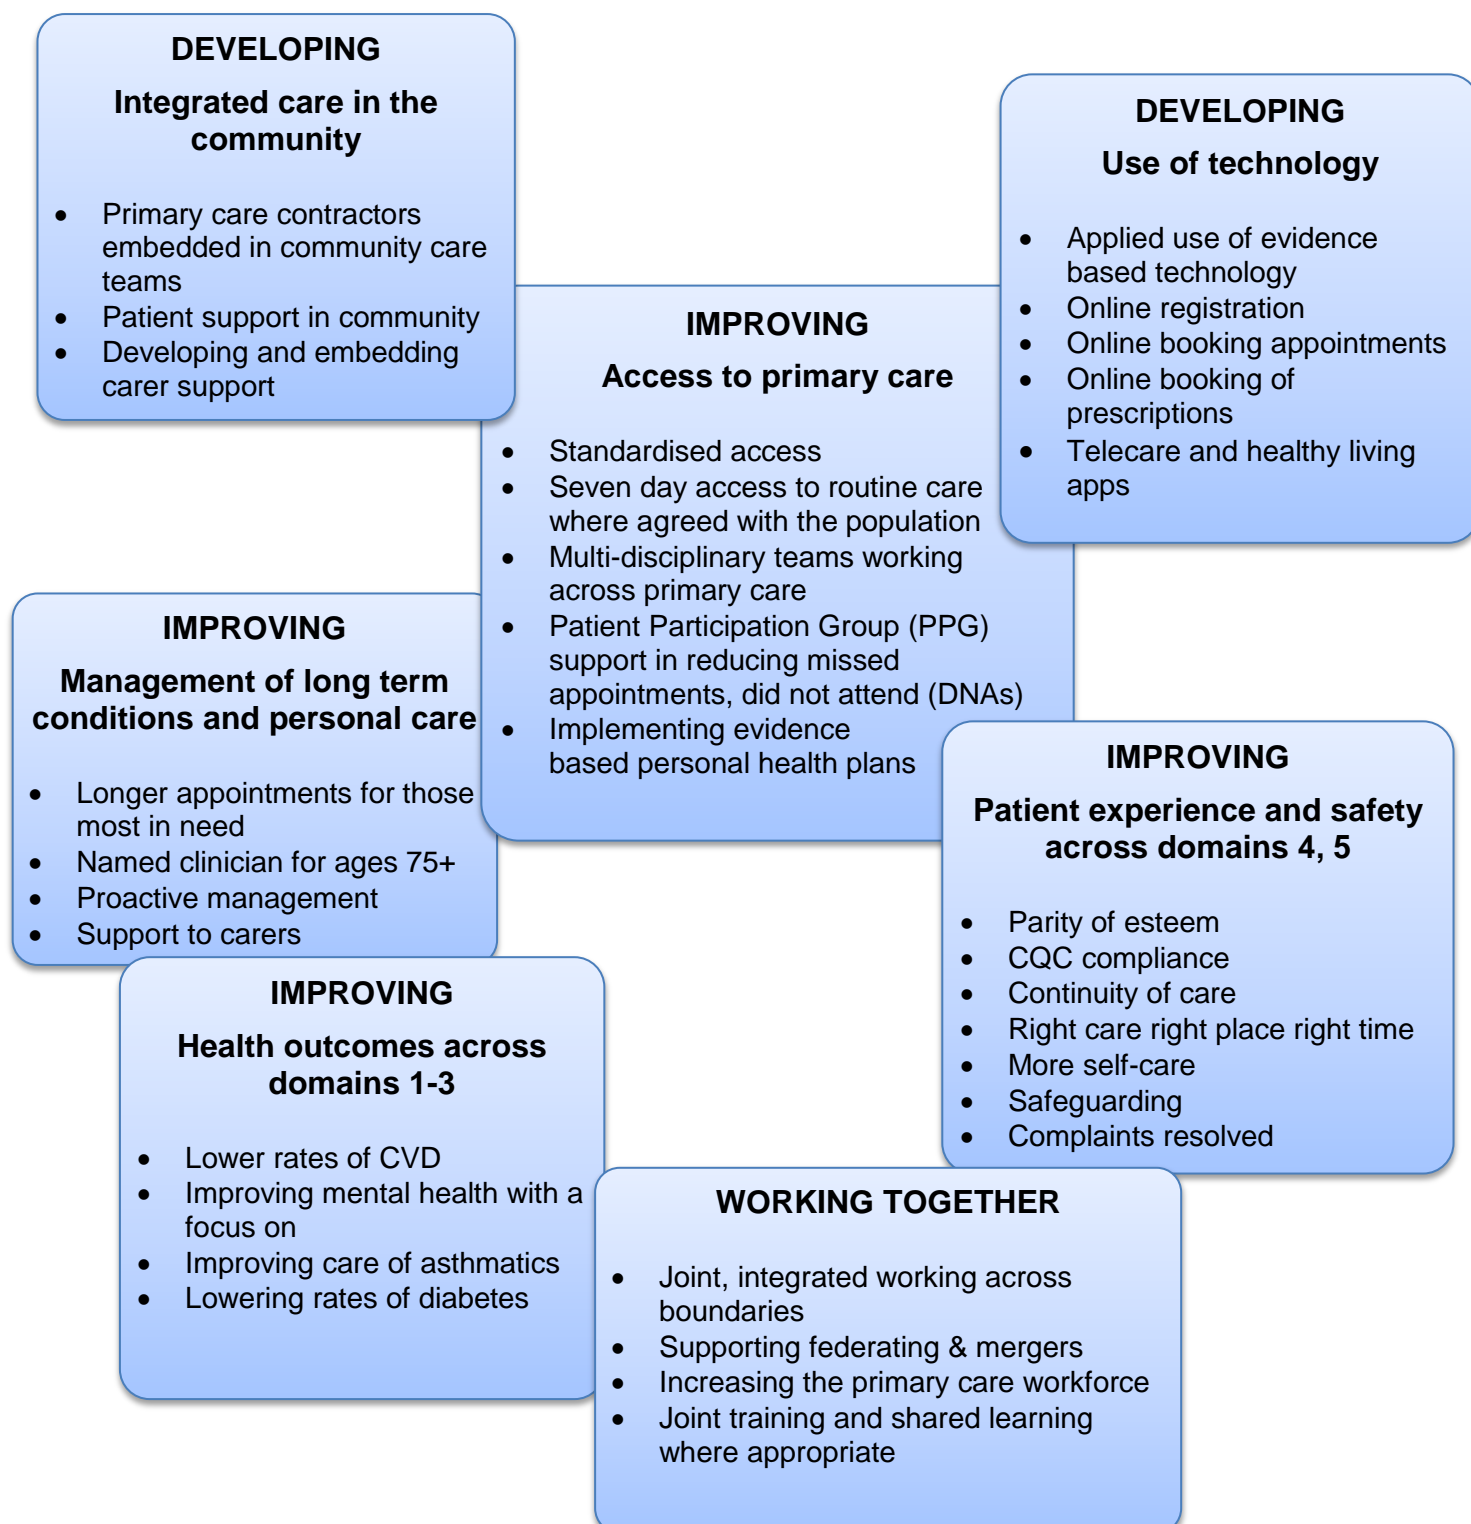 DEVELOPING
Integrated care in the
community
• Primary care contractors
embedded in community care
teams
• Patient support in community
• Developing and embedding
carer support
DEVELOPING
Use of technology
• Applied use of evidence
based technology
• Online registration
• Online booking appointments
• Online booking of
prescriptions
• Telecare and healthy living
apps
IMPROVING
Access to primary care
• Standardised access
• Seven day access to routine care
where agreed with the population
• Multi-disciplinary teams working
across primary care
• Patient Participation Group (PPG)
support in reducing missed
appointments, did not attend (DNAs)
• Implementing evidence
based personal health plans
IMPROVING
Management of long term
conditions and personal care
• Longer appointments for those
most in need
• Named clinician for ages 75+
• Proactive management
• Support to carers
IMPROVING
Patient experience and safety
across domains 4, 5
• Parity of esteem
• CQC compliance
• Continuity of care
• Right care right place right time
• More self-care
• Safeguarding
• Complaints resolved
IMPROVING
Health outcomes across
domains 1-3
• Lower rates of CVD
• Improving mental health with a
focus on
• Improving care of asthmatics
• Lowering rates of diabetes
WORKING TOGETHER
• Joint, integrated working across
boundaries
• Supporting federating & mergers
• Increasing the primary care workforce
• Joint training and shared learning
where appropriate